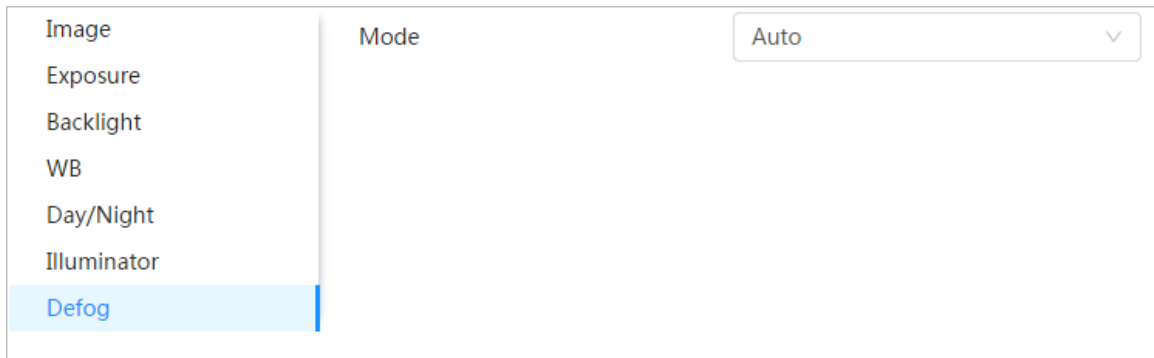 Image
Mode
Auto
Exposure
Backlight
WB
Day/Night
Illuminator
Defog